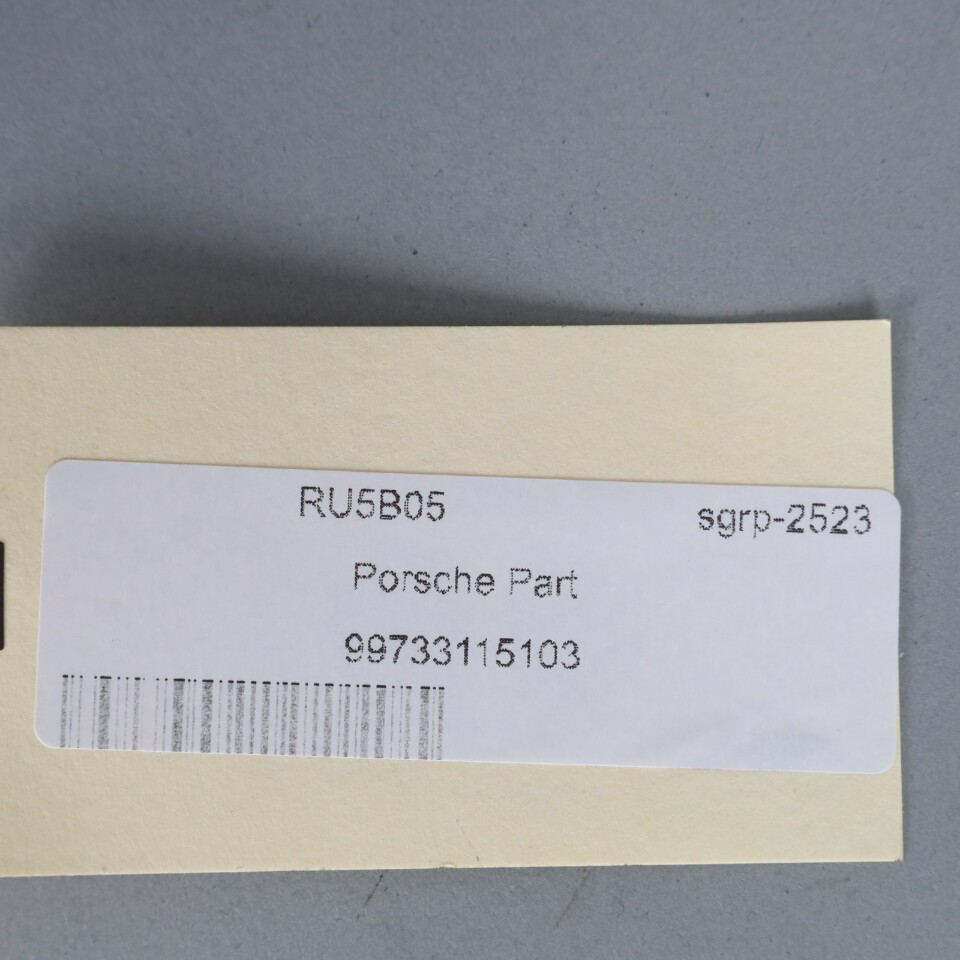 RU5B05
sgrp-2523
Porsche Part
99733115103